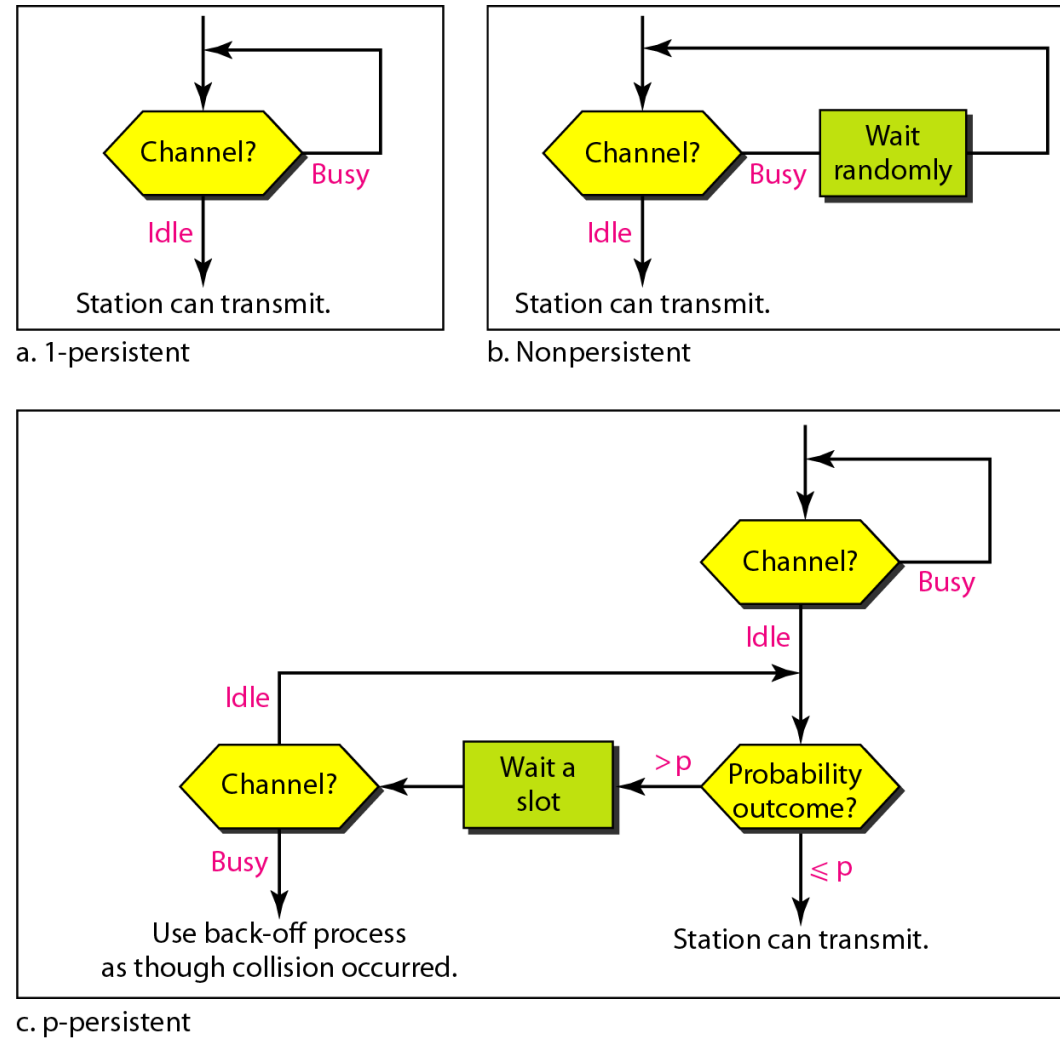 Channel?
Busy
Idle
Station can transmit.
a. 1-persistent
Channel?
Busy
Wait
randomly
Idle
Station can transmit.
b. Nonpersistent
Channel?
Busy
Idle
Idle
Channel?
Wait a
slot
> p
Probability
outcome?
Busy
⩽ p
Use back-off process
as though collision occurred.
Station can transmit.
c. p-persistent